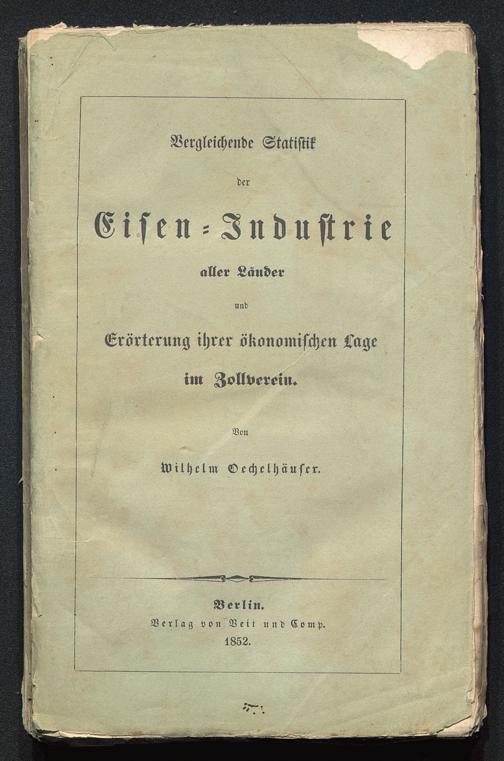 Vergleichende Statistik
der
Eisen-Industrie
aller Länder
und
Erörterung ihrer ökonomischen Lage
im Zollverein.
Von
Wilhelm Oechelhäuser.
Berlin.
Verlag von Veit und Comp.
1852.